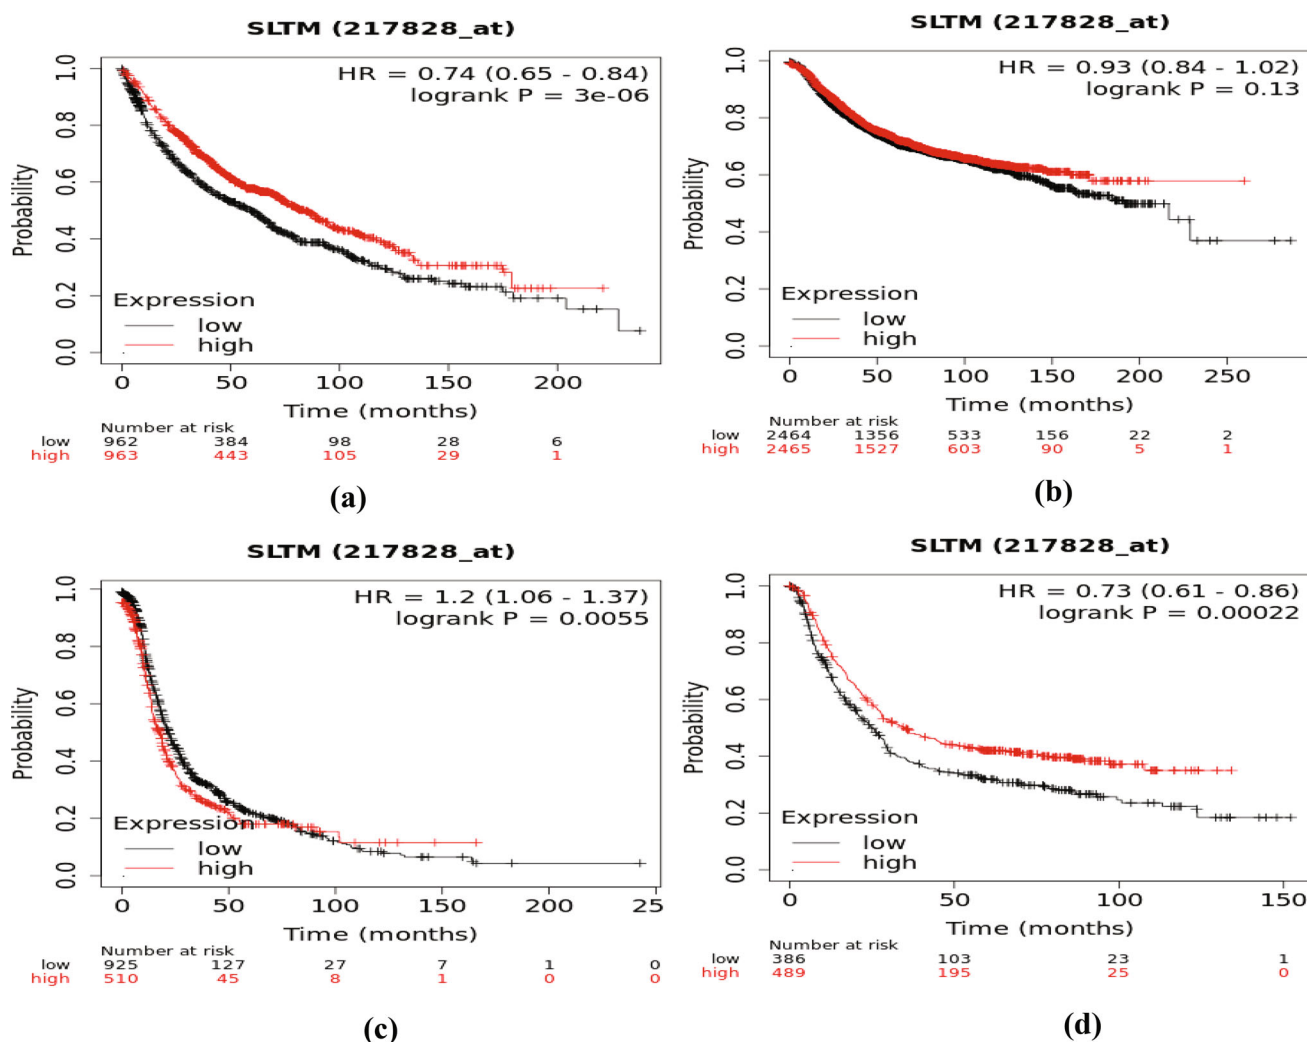 SLTM (217828_at)
HR = 0.74 (0.65 - 0.84)
logrank P = 3e-06
Probability
1.0
0.8
0.6
0.4
0.2
0.0
Expression
low
high
0 50 100 150 200
Time (months)
Number at risk
low 962 384 98 28 6
high 963 443 105 29 1
(a)
SLTM (217828_at)
HR = 0.93 (0.84 - 1.02)
logrank P = 0.13
Probability
1.0
0.8
0.6
0.4
0.2
0.0
Expression
low
high
0 50 100 150 200 250
Time (months)
Number at risk
low 2464 1356 533 156 22 2
high 2465 1527 603 90 5 1
(b)
SLTM (217828_at)
HR = 1.2 (1.06 - 1.37)
logrank P = 0.0055
Probability
1.0
0.8
0.6
0.4
0.2
0.0
Expression
low
high
0 50 100 150 200 25
Time (months)
Number at risk
low 925 127 27 7 1 0
high 510 45 8 1 0 0
(c)
SLTM (217828_at)
HR = 0.73 (0.61 - 0.86)
logrank P = 0.00022
Probability
1.0
0.8
0.6
0.4
0.2
0.0
Expression
low
high
0 50 100 150
Time (months)
Number at risk
low 386 103 23 1
high 489 195 25 0
(d)